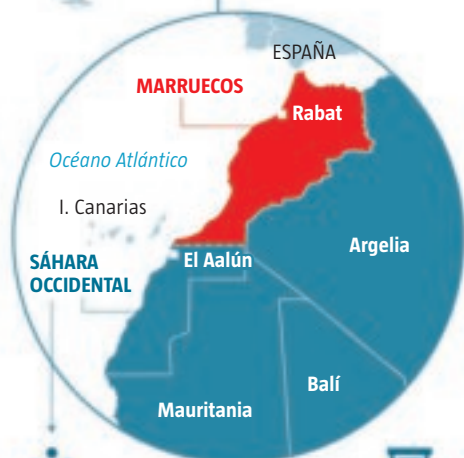 ESPAÑA
MARRUECOS
Rabat
Océano Atlántico
I. Canarias
Argelia
SÁHARA
OCCIDENTAL
El Aalún
Balí
Mauritania